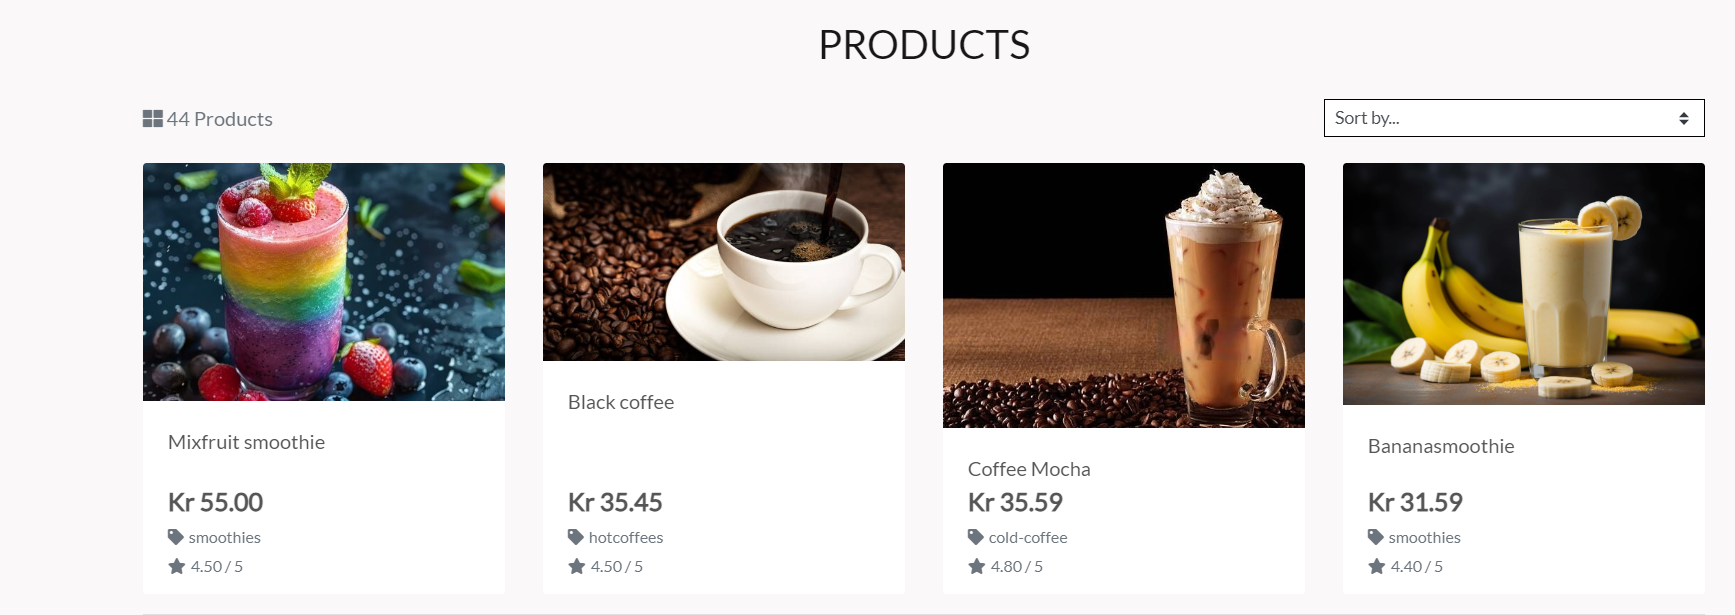 PRODUCTS
44 Products
Sort by...
Mixfruit smoothie
Kr 55.00
smoothies
4.50 / 5
Black coffee
Kr 35.45
hotcoffees
4.50 / 5
Coffee Mocha
Kr 35.59
cold-coffee
4.80 / 5
Bananasmoothie
Kr 31.59
smoothies
4.40 / 5